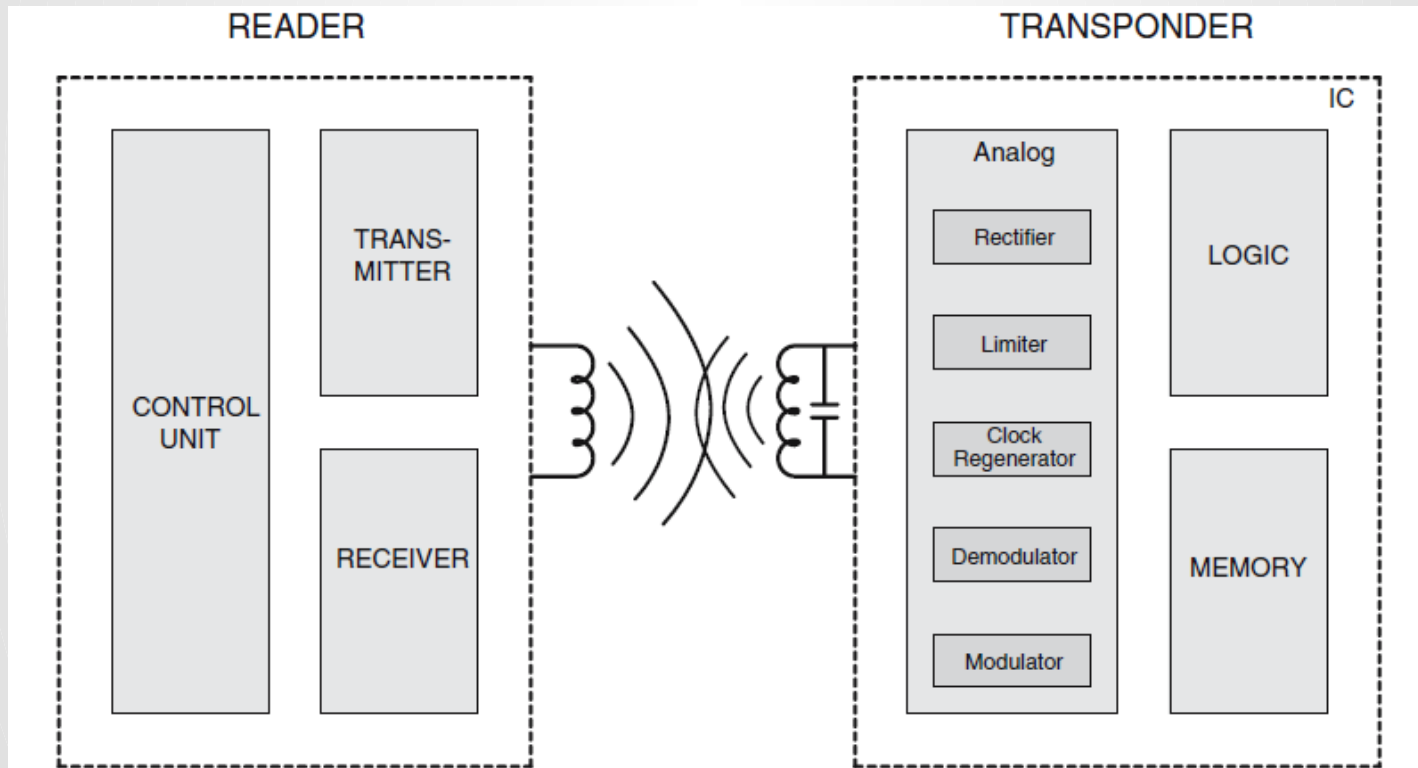 READER
TRANSPONDER
CONTROL
UNIT
TRANS-
MITTER
RECEIVER
IC
Analog
Rectifier
Limiter
Clock
Regenerator
Demodulator
Modulator
LOGIC
MEMORY